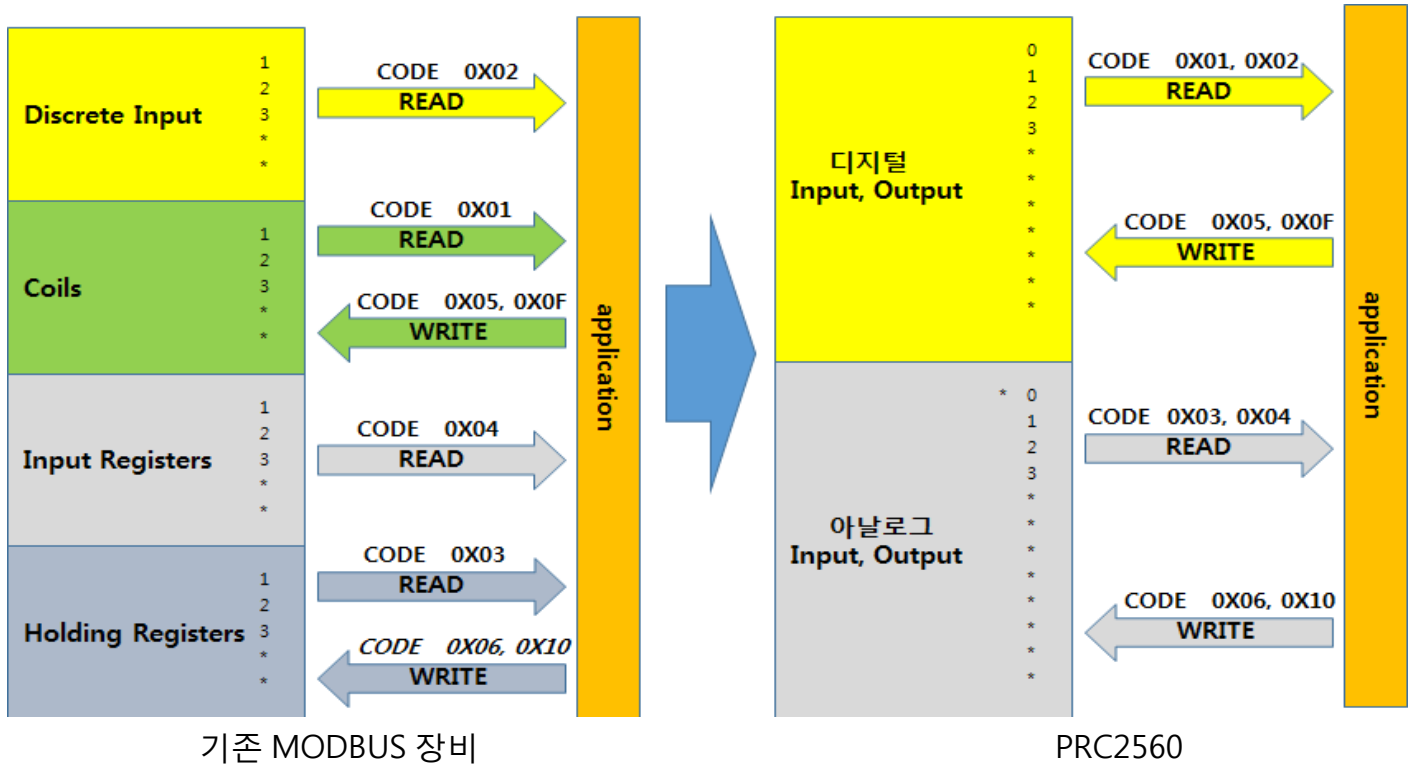 Discrete Input
1
2
3
*
*
CODE 0X02
READ
Coils
1
2
3
*
*
CODE 0X01
READ
CODE 0X05, 0X0F
WRITE
Input Registers
1
2
3
*
*
CODE 0X04
READ
Holding Registers
1
2
3
*
*
CODE 0X03
READ
CODE 0X06, 0X10
WRITE
application
기존 MODBUS 장비
디지털
Input, Output
0
1
2
3
*
*
*
*
*
*
*
CODE 0X01, 0X02
READ
CODE 0X05, 0X0F
WRITE
아날로그
Input, Output
* 0
1
2
3
*
*
*
*
*
*
*
*
CODE 0X03, 0X04
READ
CODE 0X06, 0X10
WRITE
application
PRC2560